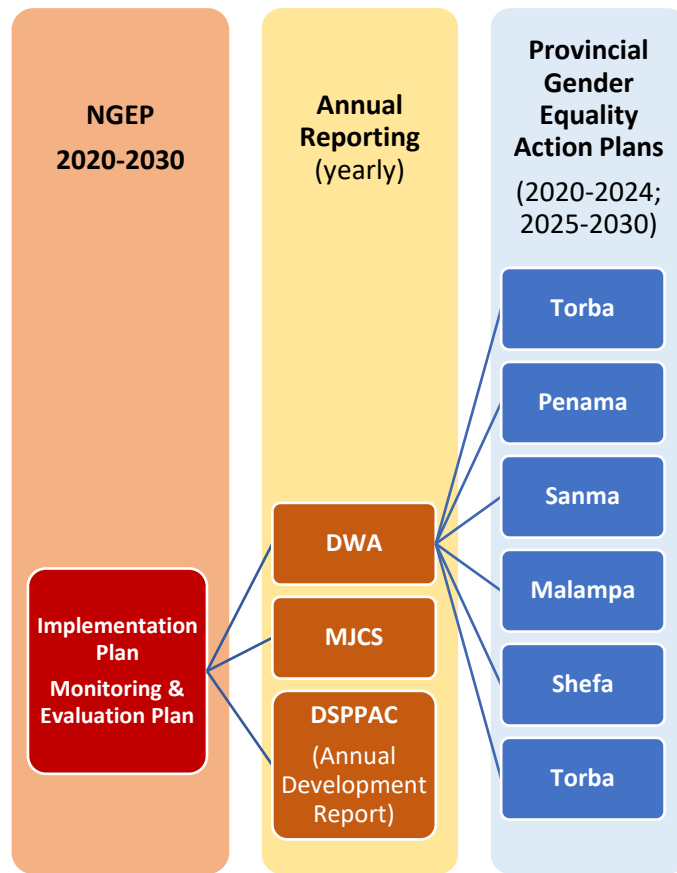 NGEP
2020-2030
Implementation
Plan
Monitoring &
Evaluation Plan
Annual
Reporting
(yearly)
DWA
MJCS
DSPPAC
(Annual
Development
Report)
Provincial
Gender
Equality
Action Plans
(2020-2024;
2025-2030)
Torba
Penama
Sanma
Malampa
Shefa
Torba